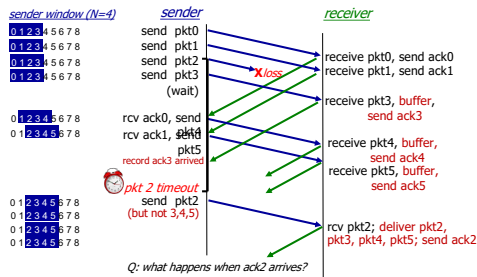 sender window (N=4)
sender
receiver
0 1 2 3 4 5 6 7 8
send pkt0
0 1 2 3 4 5 6 7 8
send pkt1
0 1 2 3 4 5 6 7 8
send pkt2
0 1 2 3 4 5 6 7 8
send pkt3
(wait)
X loss
receive pkt0, send ack0
receive pkt1, send ack1
receive pkt3, buffer,
send ack3
0 1 2 3 4 5 6 7 8
rcv ack0, send
pkt4
0 1 2 3 4 5 6 7 8
rcv ack1, send
pkt5
record ack3 arrived
receive pkt4, buffer,
send ack4
receive pkt5, buffer,
send ack5
pkt 2 timeout
0 1 2 3 4 5 6 7 8
send pkt2
0 1 2 3 4 5 6 7 8
(but not 3,4,5)
0 1 2 3 4 5 6 7 8
0 1 2 3 4 5 6 7 8
rcv pkt2; deliver pkt2,
pkt3, pkt4, pkt5; send ack2
Q: what happens when ack2 arrives?